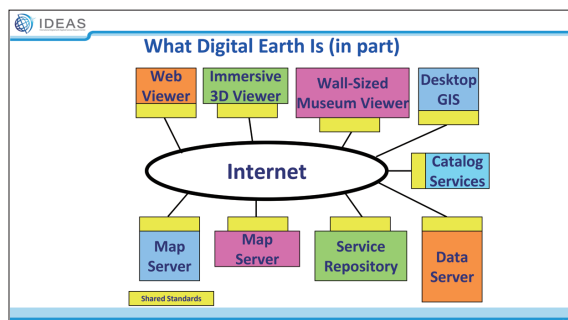 IDEAS
What Digital Earth Is (in part)
Web
Viewer
Immersive
3D Viewer
Wall-Sized
Museum Viewer
Desktop
GIS
Internet
Catalog
Services
Map
Server
Map
Server
Service
Repository
Data
Server
Shared Standards